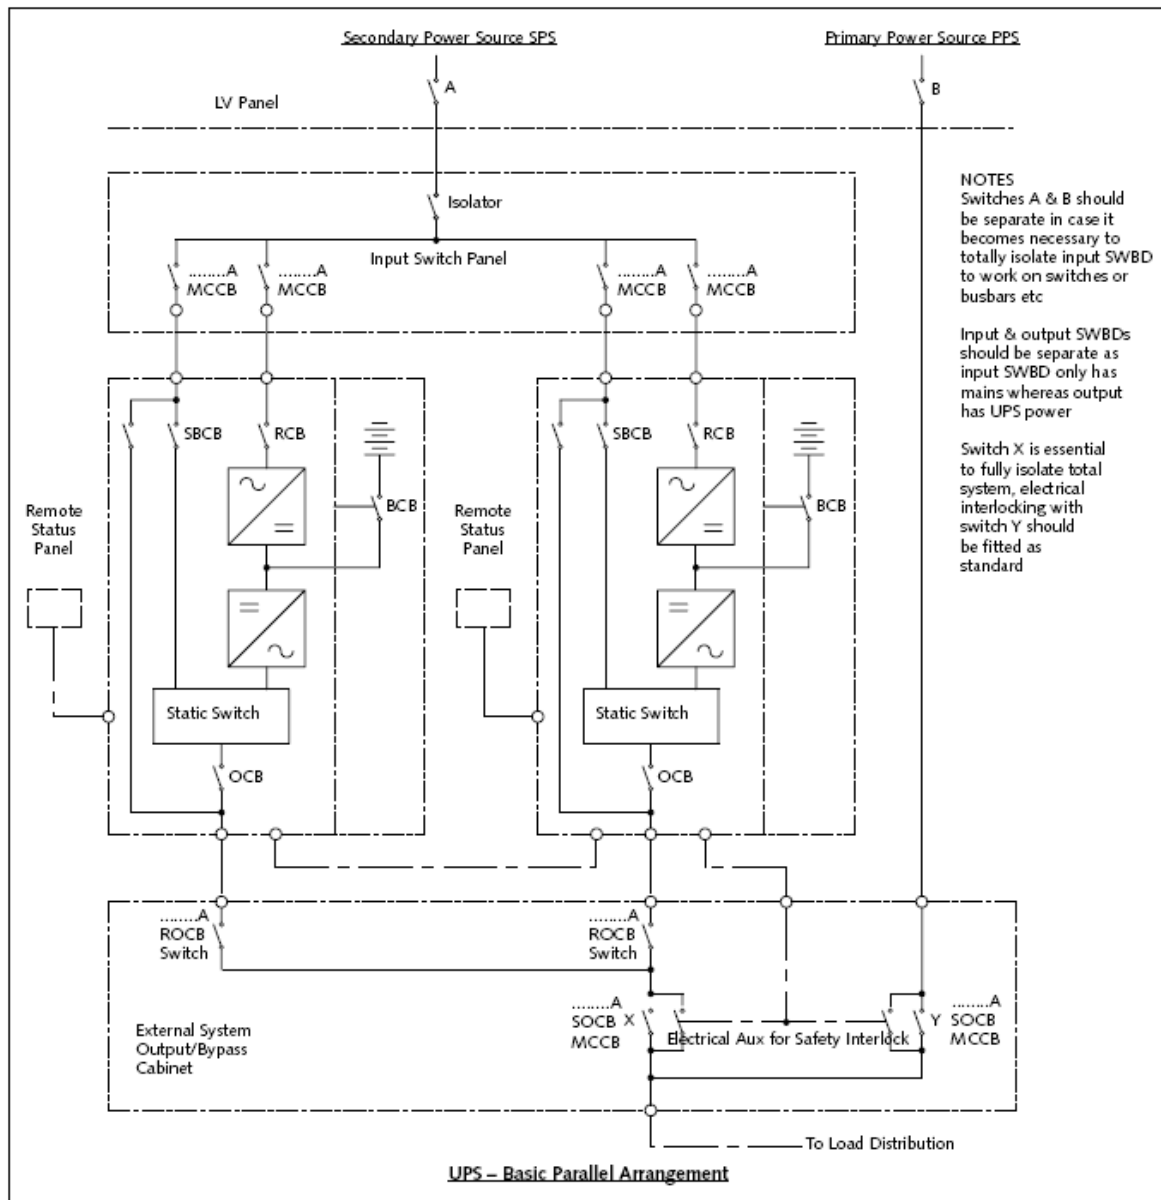 Secondary Power Source SPS
Primary Power Source PPS
A
B
LV Panel
Isolator
Input Switch Panel
........A
MCCB
........A
MCCB
........A
MCCB
........A
MCCB
NOTES
Switches A & B should
be separate in case it
becomes necessary to
totally isolate input SWBD
to work on switches or
busbars etc
Input & output SWBDs
should be separate as
input SWBD only has
mains whereas output
has UPS power
Switch X is essential
to fully isolate total
system, electrical
interlocking with
switch Y should
be fitted as
standard
SBCB
RCB
BCB
Remote
Status
Panel
Static Switch
OCB
SBCB
RCB
BCB
Remote
Status
Panel
Static Switch
OCB
........A
ROCB
Switch
........A
ROCB
Switch
External System
Output/Bypass
Cabinet
........A
SOCB X
MCCB
Electrical Aux for Safety Interlock
........A
Y SOCB
MCCB
To Load Distribution
UPS – Basic Parallel Arrangement